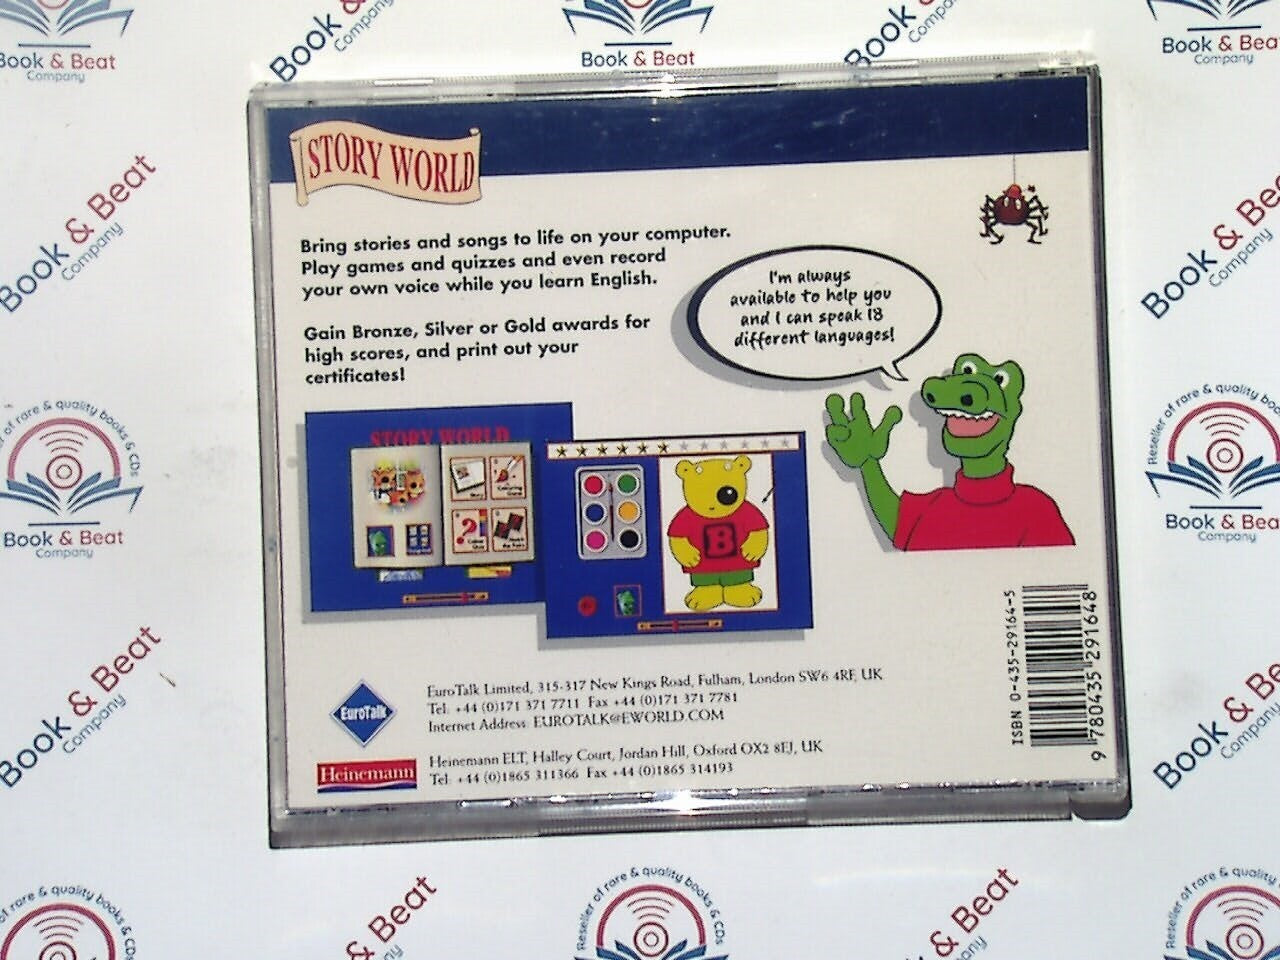 STORY WORLD
Bring stories and songs to life on your computer.
Play games and quizzes and even record
your own voice while you learn English.
Gain Bronze, Silver or Gold awards for
high scores, and print out your
certificates!
I'm always
available to help you
and I can speak 18
different languages!
STORY WORLD
B
EuroTalk
EuroTalk Limited, 315-317 New Kings Road, Fulham, London SW6 4RF, UK
Tel: +44 (0)171 371 7711 Fax +44 (0)171 371 7781
Internet Address: EUROTALK@EWORLD.COM
Heinemann
Heinemann ELT, Halley Court, Jordan Hill, Oxford OX2 8EJ, UK
Tel: +44 (0)1865 311366 Fax +44 (0)1865 314193
ISBN 0-435-29164-5
9 780435 291648
Book & Beat
Company
Reseller of rare & quality books & CDs